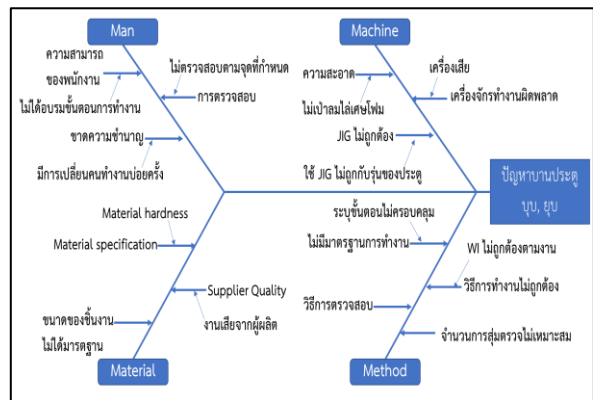 Man
Machine
ความสามารถ
ของพนักงาน
ไม่ตรวจสอบตามจุดที่กำหนด
ไม่ได้อบรมขั้นตอนการทำงาน
การตรวจสอบ
ขาดความชำนาญ
มีการเปลี่ยนคนทำงานบ่อยครั้ง
ความสะอาด
เครื่องเสีย
ไม่เป่าลมไล่เศษโฟม
เครื่องจักรทำงานผิดพลาด
JIG ไม่ถูกต้อง
ใช้ JIG ไม่ถูกกับรุ่นของประตู
ปัญหาบานประตู
บุบ, ยุบ
Material hardness
Material specification
Supplier Quality
งานเสียจากผู้ผลิต
ขนาดของชิ้นงาน
ไม่ได้มารตฐาน
ระบุขั้นตอนไม่ครอบคลุม
ไม่มีมาตรฐานการทำงาน
WI ไม่ถูกต้องตามงาน
วิธีการทำงานไม่ถูกต้อง
วิธีการตรวจสอบ
จำนวนการสุ่มตรวจไม่เหมาะสม
Material
Method